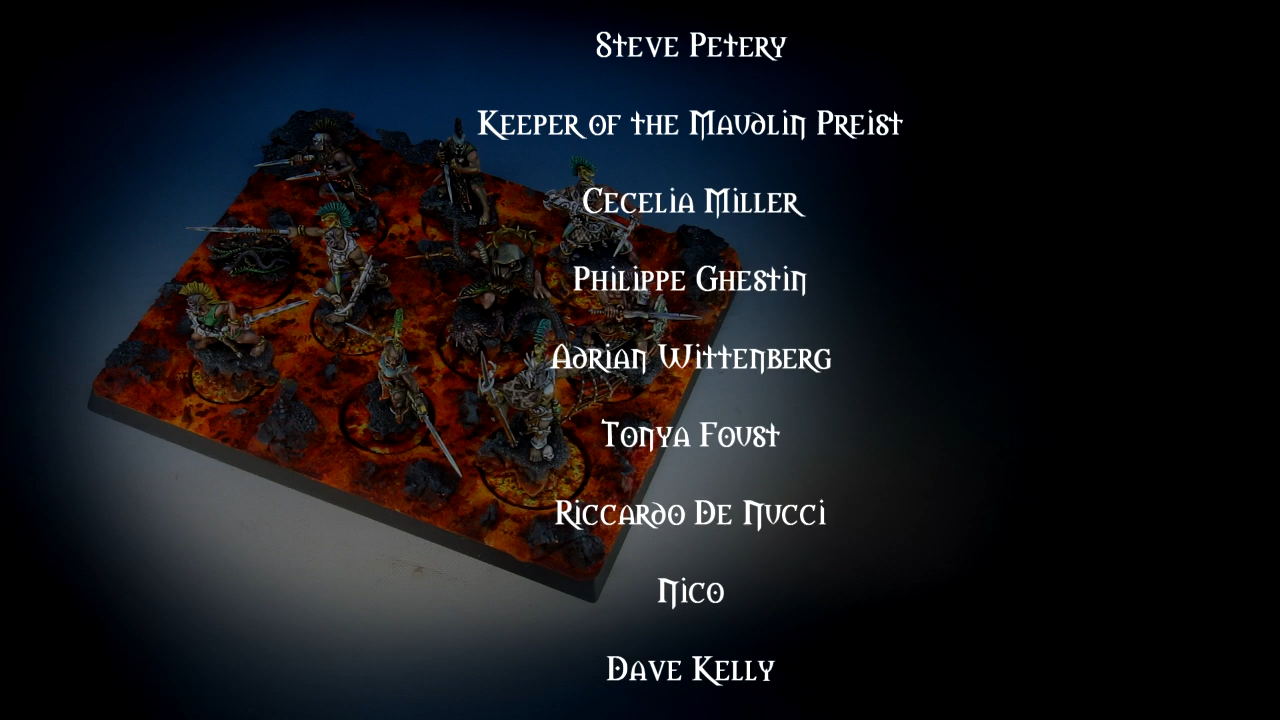 Steve Petery
Keeper of the Maudlin Preist
Cecelia Miller
Philippe Ghestin
Adrian Wittenberg
Tonya Foust
Riccardo De Nucci
Nico
Dave Kelly